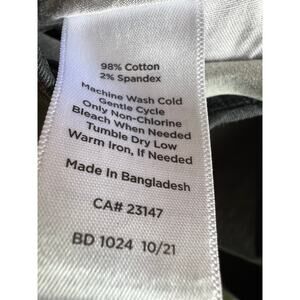 98% Cotton
2% Spandex
Machine Wash Cold
Gentle Cycle
Only Non-Chlorine
Bleach When Needed
Tumble Dry Low
Warm Iron, If Needed
Made In Bangladesh
CA# 23147
BD 1024 10/21